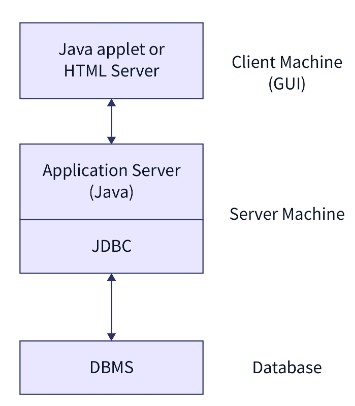 Java applet or
HTML Server
Client Machine
(GUI)
Application Server
(Java)
Server Machine
JDBC
DBMS
Database